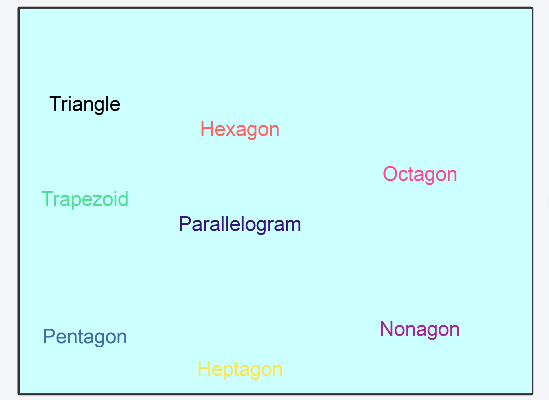 Triangle
Hexagon
Octagon
Trapezoid
Parallelogram
Nonagon
Pentagon
Heptagon